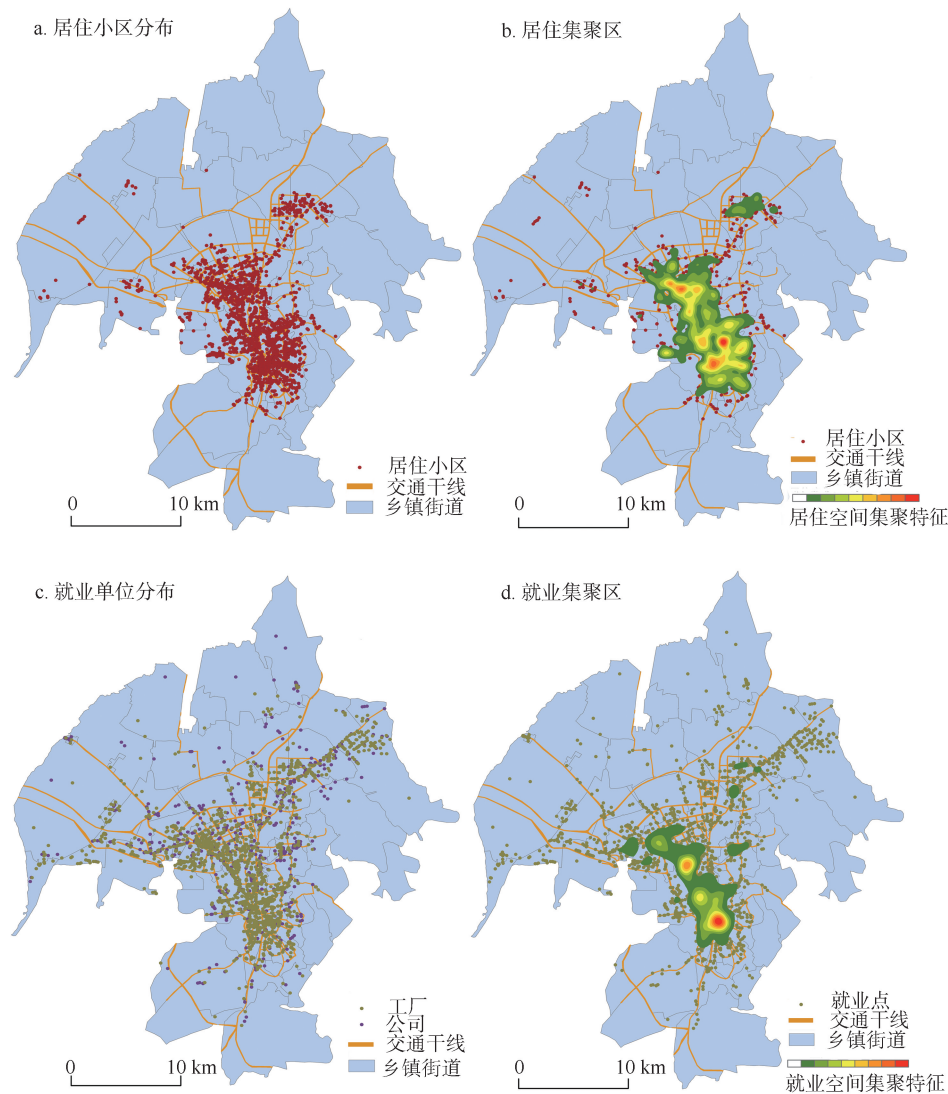 a. 居住小区分布
居住小区
交通干线
乡镇街道
0 10 km
b. 居住集聚区
居住小区
交通干线
乡镇街道
居住空间集聚特征
0 10 km
c. 就业单位分布
工厂
公司
交通干线
乡镇街道
0 10 km
d. 就业集聚区
就业点
交通干线
乡镇街道
就业空间集聚特征
0 10 km